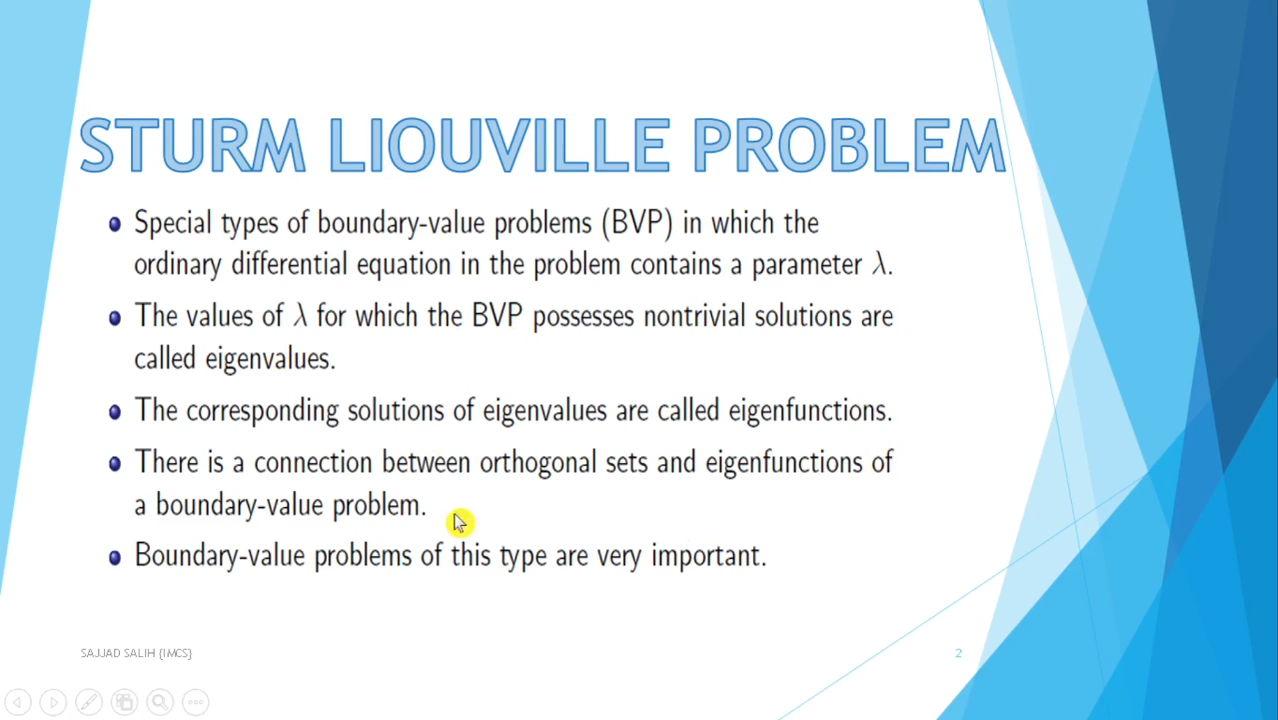 STURM LIOUVILLE PROBLEM
Special types of boundary-value problems (BVP) in which the
ordinary differential equation in the problem contains a parameter λ.
The values of λ for which the BVP possesses nontrivial solutions are
called eigenvalues.
The corresponding solutions of eigenvalues are called eigenfunctions.
There is a connection between orthogonal sets and eigenfunctions of
a boundary-value problem.
Boundary-value problems of this type are very important.
SAJJAD SALIH {IMCS}
2